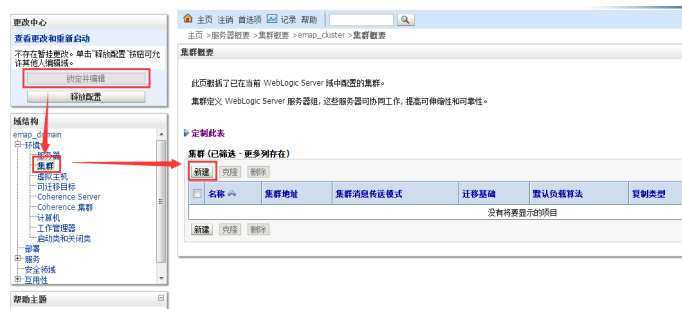 更改中心
查看更改和重新启动
不存在暂挂更改。单击“释放配置”按钮可允
许其他人编辑域。
锁定并编辑
释放配置
域结构
emap_domain
环境
服务器
集群
虚拟主机
可迁移目标
Coherence Server
Coherence 集群
计算机
工作管理器
启动类和关闭类
部署
服务
安全领域
互用性
帮助主题
主页 注销 首选项 记录 帮助
主页 >服务器概要 >集群概要 >emap_cluster >集群概要
集群概要
此页概括了已在当前 WebLogic Server 域中配置的集群。
集群定义 WebLogic Server 服务器组, 这些服务器可协同工作, 提高可伸缩性和可靠性。
定制此表
集群 (已筛选 - 更多列存在)
新建 克隆 删除
名称 集群地址 集群消息传送模式 迁移基础 默认负载算法 复制类型
没有将要显示的项目
新建 克隆 删除